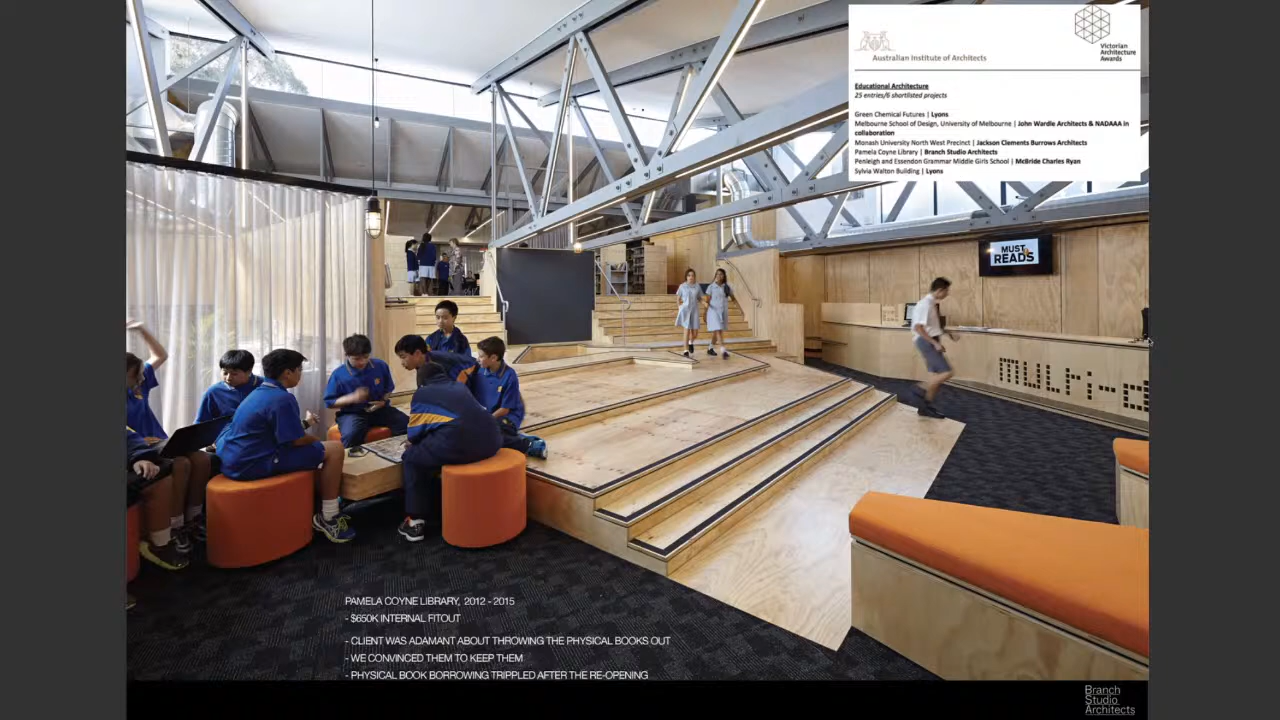 Australian Institute of Architects
Victorian
Architecture
Awards
Educational Architecture
25 entries/6 shortlisted projects
Green Chemical Futures | Lyons
Melbourne School of Design, University of Melbourne | John Wardle Architects & NADAAA in
collaboration
Monash University North West Precinct | Jackson Clements Burrows Architects
Pamela Coyne Library | Branch Studio Architects
Penleigh and Essendon Grammar Middle Girls School | McBride Charles Ryan
Sylvia Walton Building | Lyons
MUST
READS
multi-d
PAMELA COYNE LIBRARY, 2012 - 2015
- $650K INTERNAL FITOUT
- CLIENT WAS ADAMANT ABOUT THROWING THE PHYSICAL BOOKS OUT
- WE CONVINCED THEM TO KEEP THEM
- PHYSICAL BOOK BORROWING TRIPPLED AFTER THE RE-OPENING
Branch
Studio
Architects